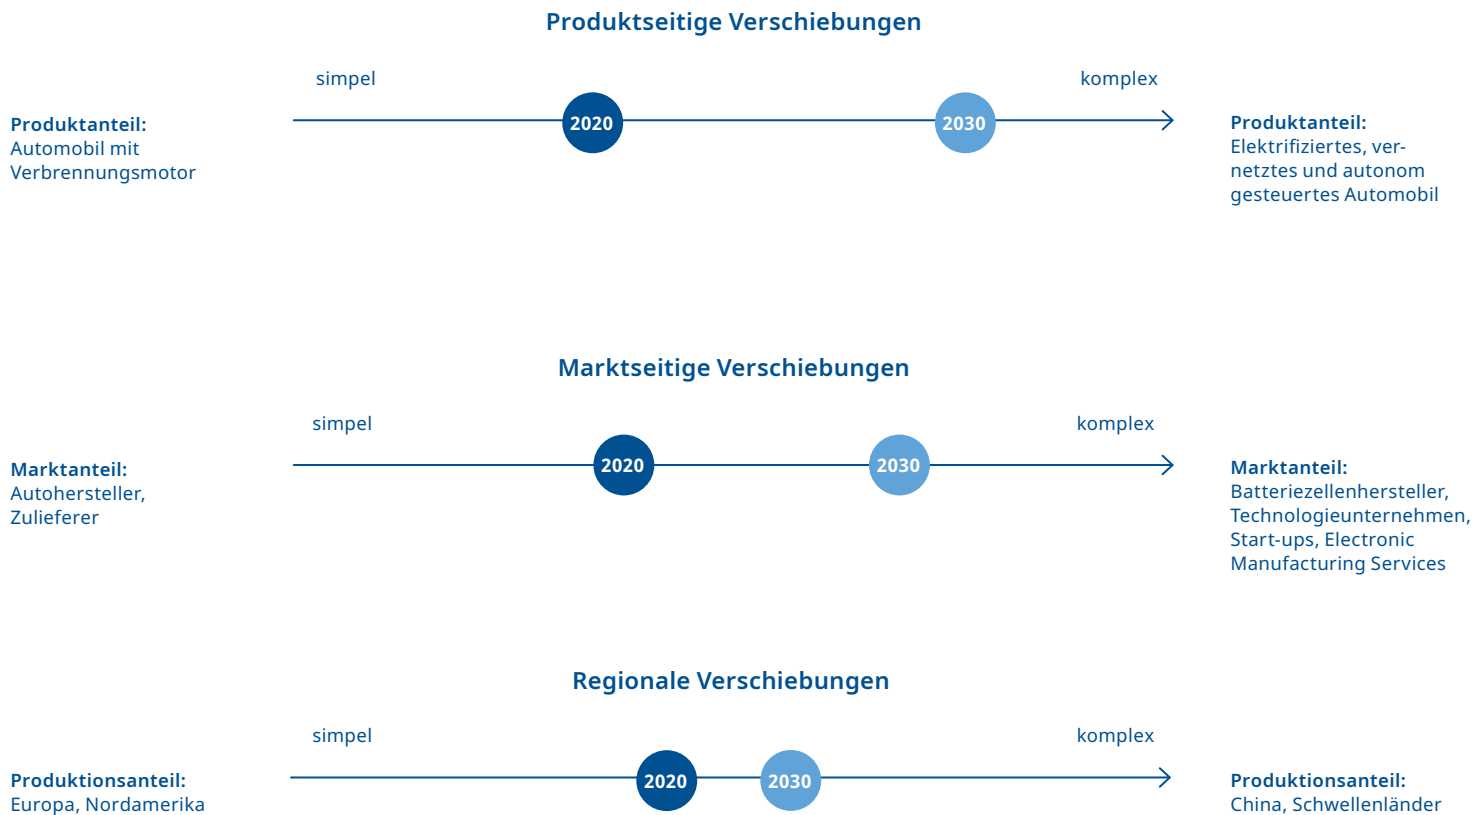 Produktseitige Verschiebungen
simpel
komplex
2020
2030
Produktanteil:
Automobil mit
Verbrennungsmotor
Produktanteil:
Elektrifiziertes, ver-
netztes und autonom
gesteuertes Automobil
Marktseitige Verschiebungen
simpel
komplex
2020
2030
Marktanteil:
Autohersteller,
Zulieferer
Marktanteil:
Batteriezellenhersteller,
Technologieunternehmen,
Start-ups, Electronic
Manufacturing Services
Regionale Verschiebungen
simpel
komplex
2020
2030
Produktionsanteil:
Europa, Nordamerika
Produktionsanteil:
China, Schwellenländer